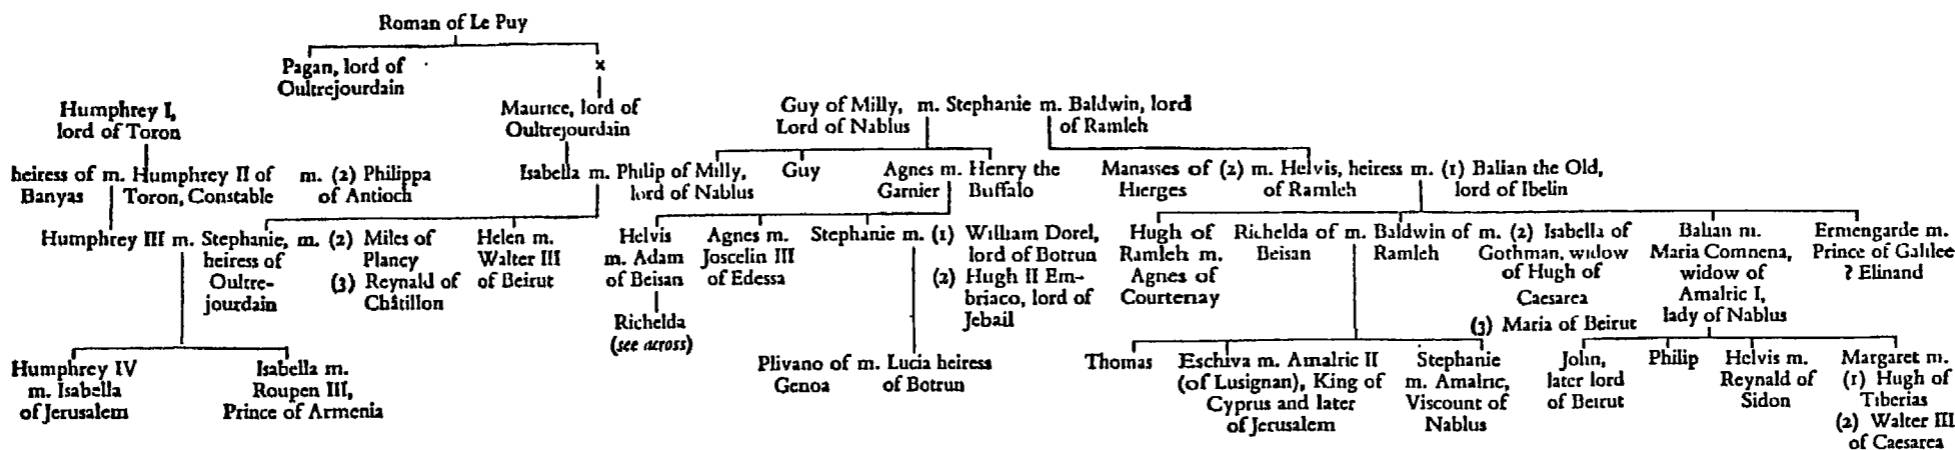 Roman of Le Puy
Pagan, lord of
Oultrejourdain
x
Humphrey I,
lord of Toron
Maurice, lord of
Oultrejourdain
Guy of Milly, m. Stephanie m. Baldwin, lord
Lord of Nablus
of Ramleh
heiress of m. Humphrey II of m. (2) Philippa
Banyas
Toron, Constable
of Antioch
Isabella m. Philip of Milly,
lord of Nablus
Guy
Agnes m. Henry the
Garnier
Buffalo
Manasses of (2) m. Helvis, heiress m. (1) Balian the Old,
Hierges
of Ramleh
lord of Ibelin
Humphrey III m. Stephanie, m. (2) Miles of
heiress of
Plancy
Oultre-
(3) Reynald of
jourdain
Châtillon
Helen m.
Walter III
of Beirut
Helvis
m. Adam
of Beisan
Agnes m.
Joscelin III
of Edessa
Stephanie m. (1) William Dorel,
lord of Botrun
(2) Hugh II Em-
briaco, lord of
Jebail
Hugh of
Ramleh m.
Agnes of
Courtenay
Richelda of m. Baldwin of m. (2) Isabella of
Beisan
Ramleh
Gothman, widow
of Hugh of
Caesarea
(3) Maria of Beirut
Balian m.
Maria Comnena,
widow of
Amalric I,
lady of Nablus
Ermengarde m.
Prince of Galilee
? Elinand
Richelda
(see across)
Humphrey IV
m. Isabella
of Jerusalem
Isabella m.
Roupen III,
Prince of Armenia
Plivano of m. Lucia heiress
Genoa
of Botrun
Thomas
Eschiva m. Amalric II
(of Lusignan), King of
Cyprus and later
of Jerusalem
Stephanie
m. Amalric,
Viscount of
Nablus
John,
later lord
of Beirut
Philip
Helvis m.
Reynald of
Sidon
Margaret m.
(1) Hugh of
Tiberias
(2) Walter III
of Caesarea